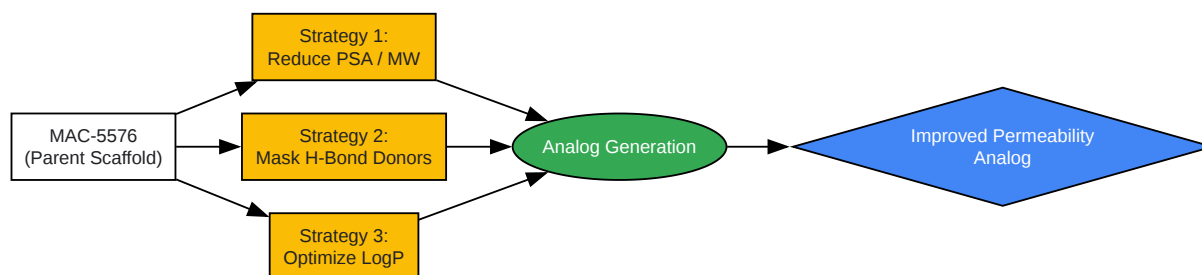 MAC-5576
(Parent Scaffold)
Strategy 1:
Reduce PSA / MW
Strategy 2:
Mask H-Bond Donors
Strategy 3:
Optimize LogP
Analog Generation
Improved Permeability
Analog